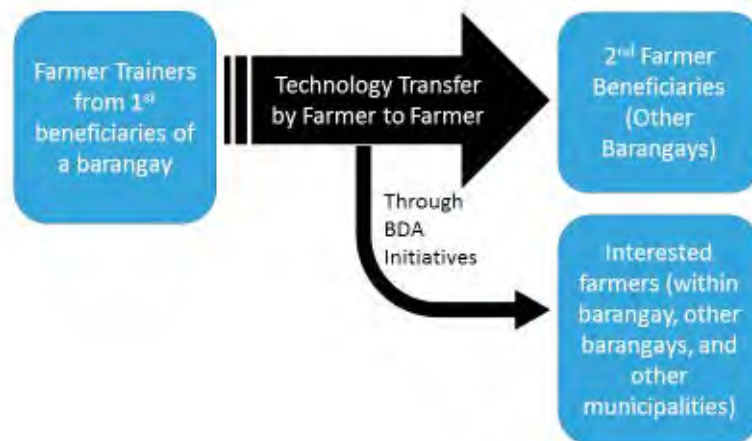 Farmer Trainers
from 1st
beneficiaries of
a barangay
Technology Transfer
by Farmer to Farmer
2nd Farmer
Beneficiaries
(Other
Barangays)
Through
BDA
Initiatives
Interested
farmers (within
barangay, other
barangays, and
other
municipalities)